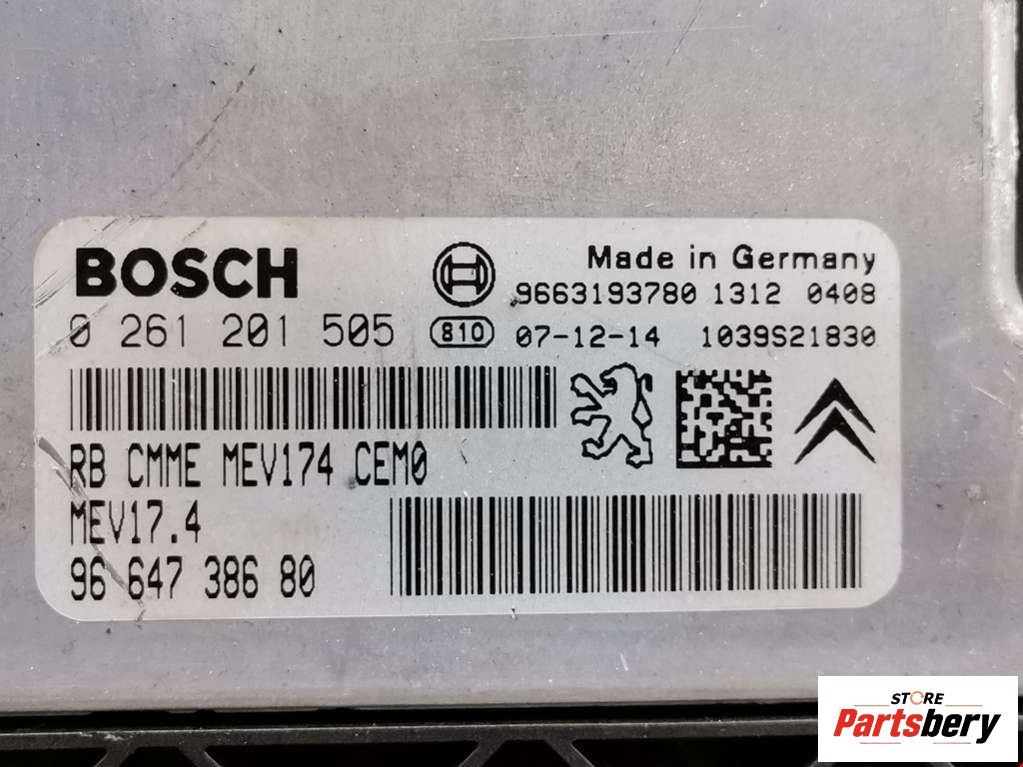 BOSCH
Made in Germany
9663193780 1312 0408
0 261 201 505
810
07-12-14 1039S21830
RB CMME MEV174 CEM0
MEV17.4
96 647 386 80
STORE
Partsbery